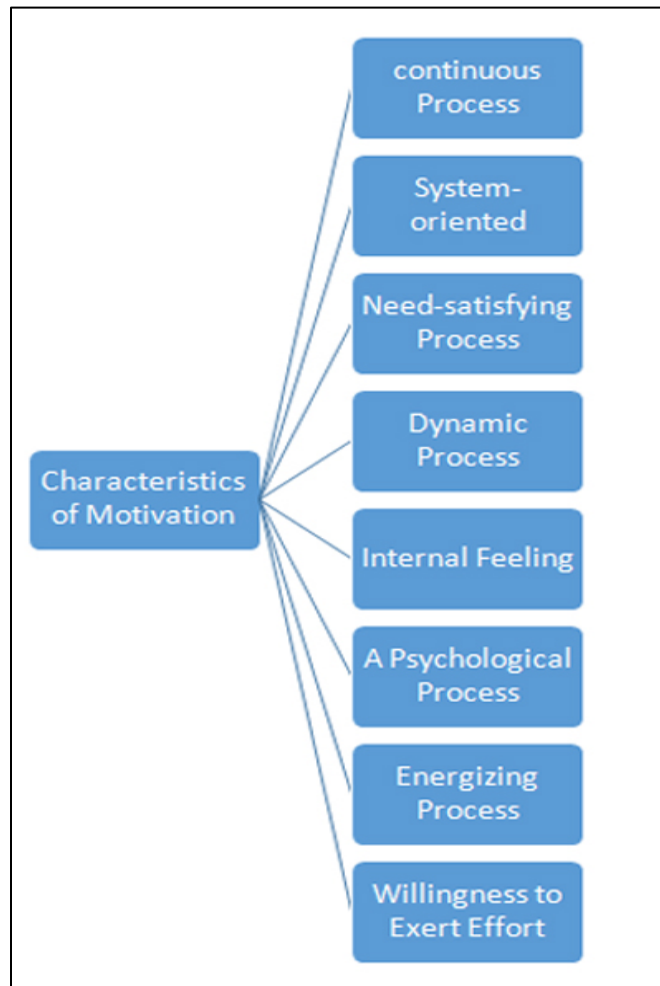 continuous
Process
System-
oriented
Need-satisfying
Process
Dynamic
Process
Characteristics
of Motivation
Internal Feeling
A Psychological
Process
Energizing
Process
Willingness to
Exert Effort